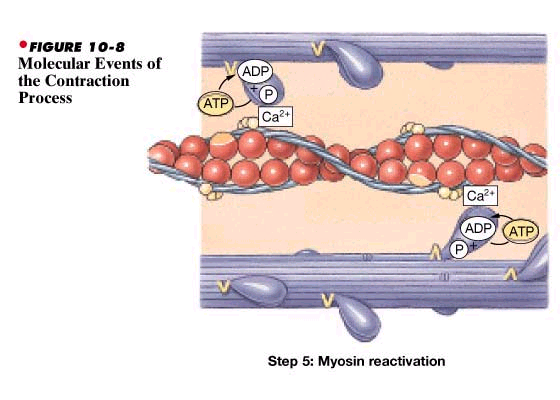 •FIGURE 10-8
Molecular Events of
the Contraction
Process
ADP
+
P
ATP
Ca2+
Ca2+
ADP
ATP
P
+
Step 5: Myosin reactivation